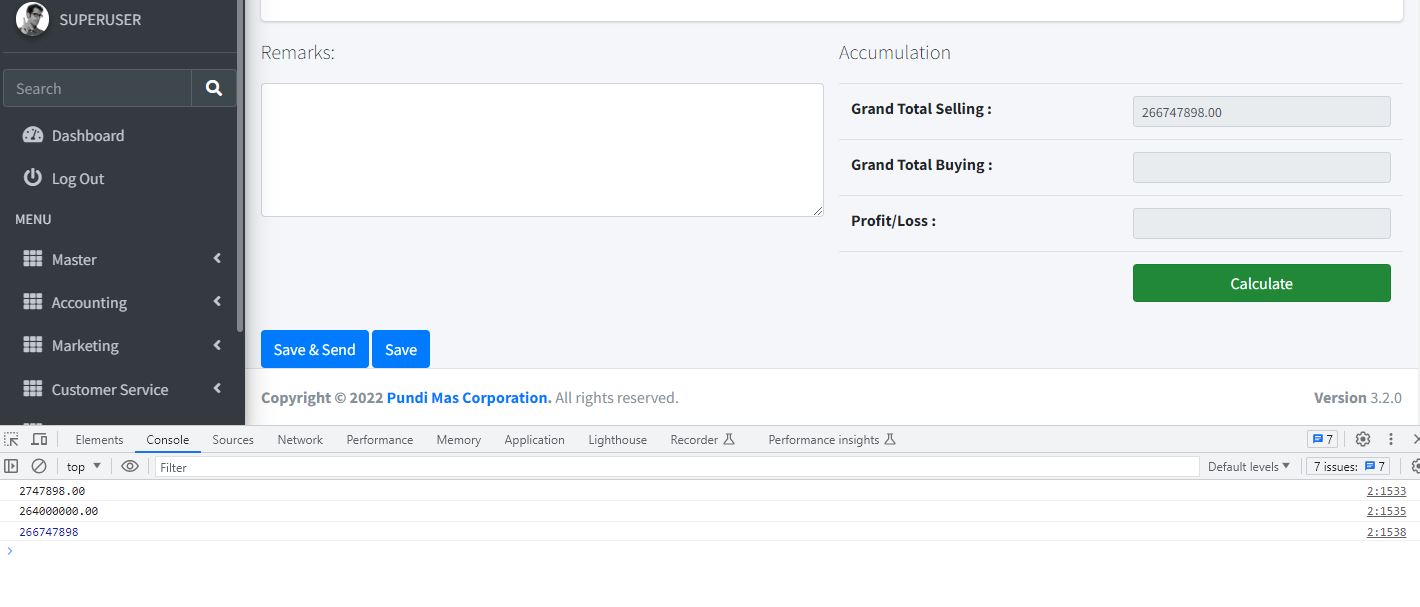 SUPERUSER
Search
Dashboard
Log Out
MENU
Master
Accounting
Marketing
Customer Service
Remarks:
Accumulation
Grand Total Selling :
266747898.00
Grand Total Buying :
Profit/Loss :
Calculate
Save & Send
Save
Copyright © 2022 Pundi Mas Corporation. All rights reserved.
Version 3.2.0
Elements Console Sources Network Performance Memory Application Lighthouse Recorder Performance insights 7
top Filter Default levels 7 issues: 7
2747898.00 2:1533
264000000.00 2:1535
266747898 2:1538